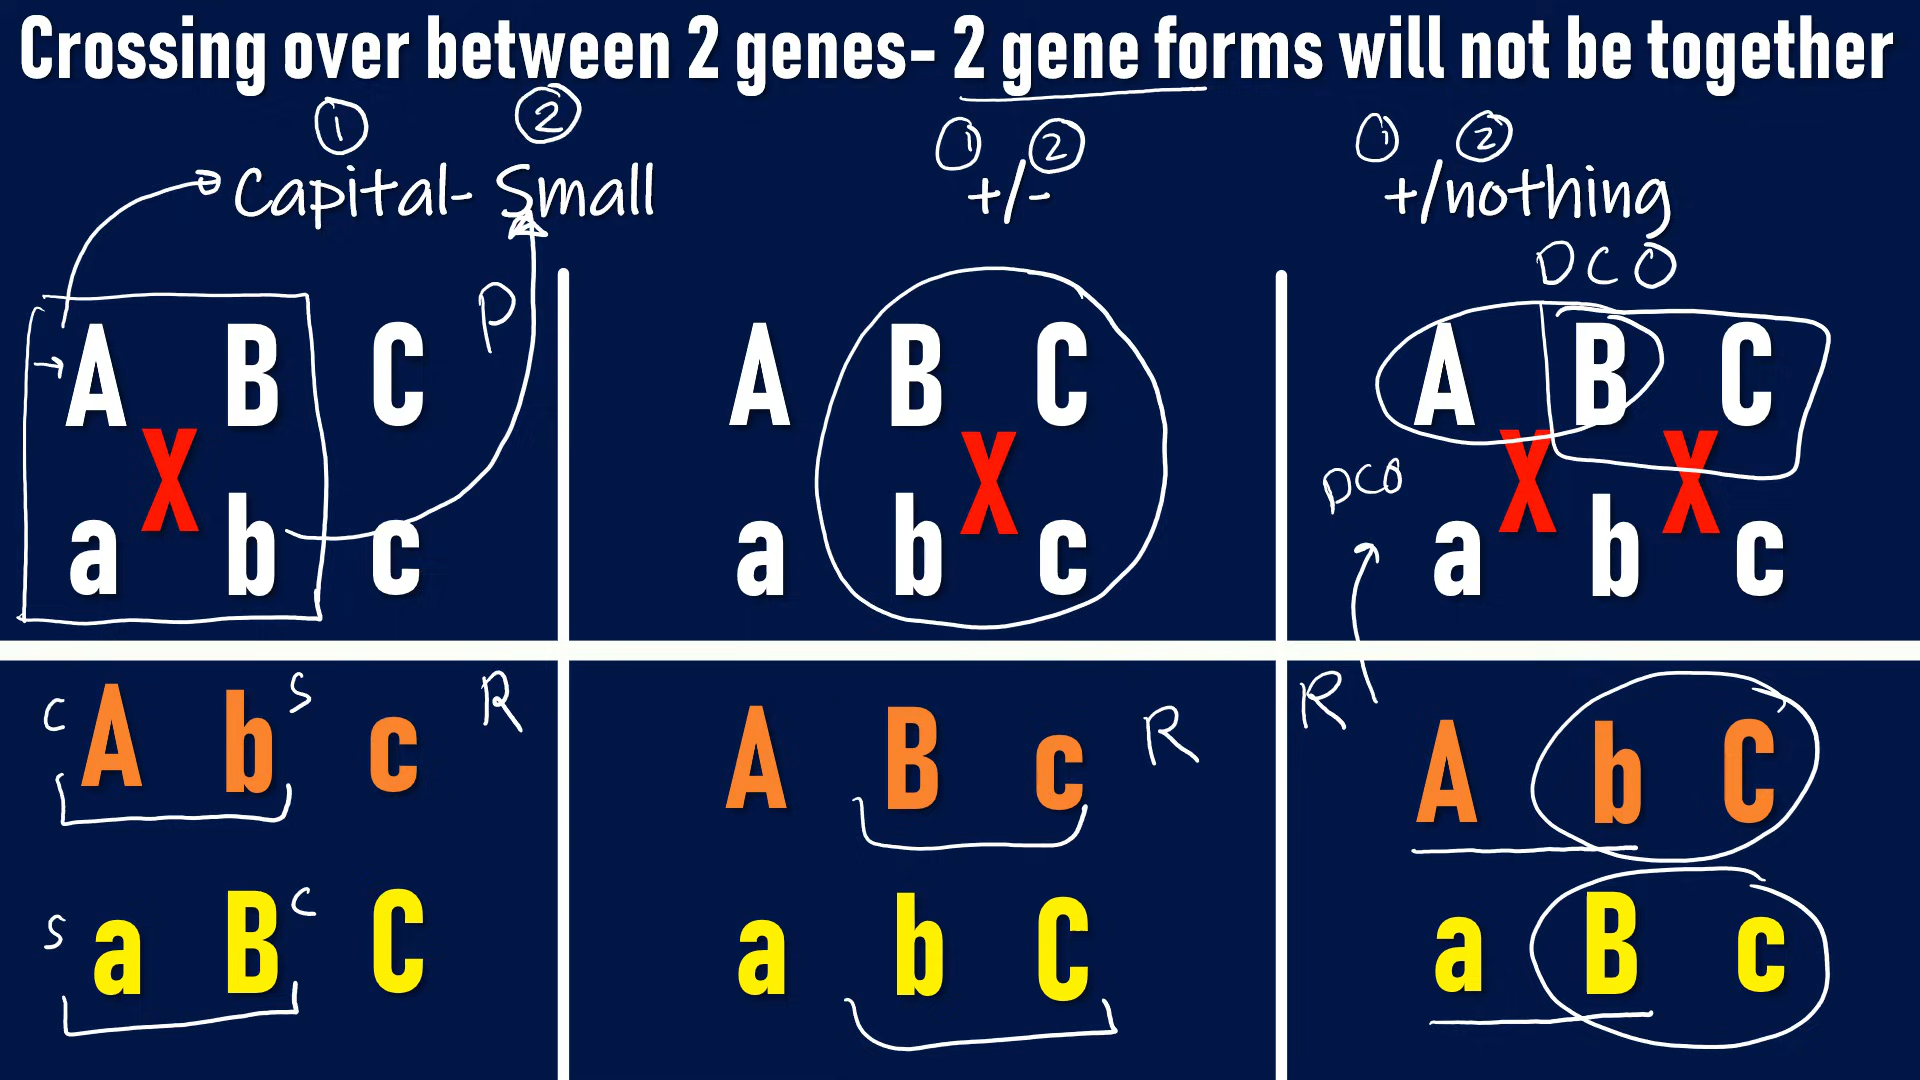 Crossing over between 2 genes- 2 gene forms will not be together
1 2
Capital- Small
1 2
+/-
1 2
+/nothing
DCO
A B C P
X
a b c
A B C
X
a b c
A B C
DCO X X
a b c
C A b S c R
S a B C C
A B c R
a b C
R A b C
a B c